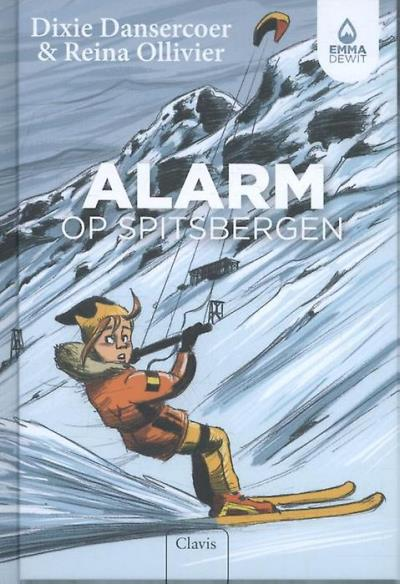 Dixie Dansercoer
& Reina Ollivier
EMMA
DEWIT
ALARM
OP SPITSBERGEN
Clavis